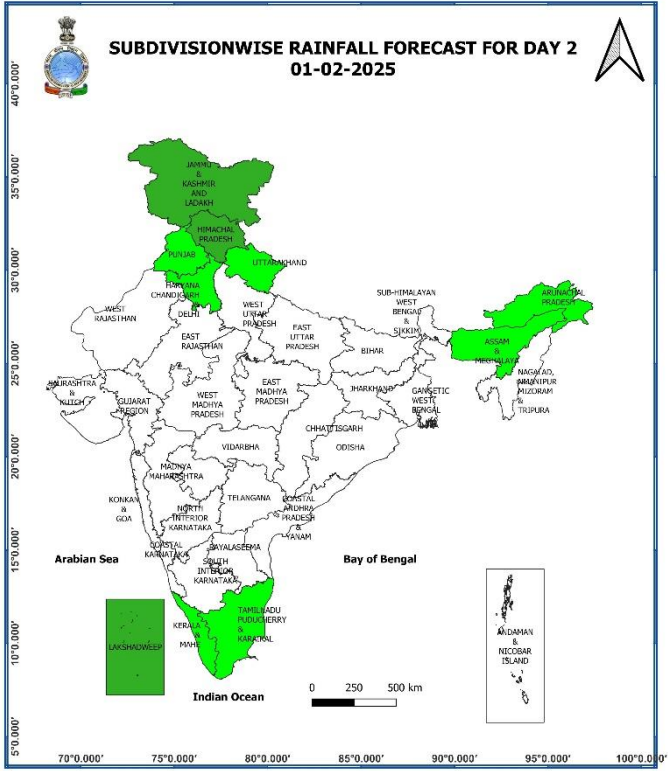 SUBDIVISIONWISE RAINFALL FORECAST FOR DAY 2
01-02-2025
40°0.000'
35°0.000'
30°0.000'
25°0.000'
20°0.000'
15°0.000'
10°0.000'
5°0.000'
JAMMU
&
KASHMIR
AND
LADAKH
HIMACHAL
PRADESH
PUNJAB
UTTARAKHAND
HARYANA
CHANDIGARH
DELHI
WEST
RAJASTHAN
WEST
UTTAR
PRADESH
EAST
RAJASTHAN
EAST
UTTAR
PRADESH
SUB-HIMALAYAN
WEST
BENGAL
&
SIKKIM
ARUNACHAL
PRADESH
ASSAM
&
MEGHALAYA
BIHAR
NAGALAD,
MANIPUR
MIZORAM
&
TRIPURA
SAURASHTRA
&
KUTCH
GUJARAT
REGION
WEST
MADHYA
PRADESH
EAST
MADHYA
PRADESH
JHARKHAND
GANGETIC
WEST
BENGAL
CHHATTISGARH
ODISHA
VIDARBHA
MADHYA
MAHARASHTRA
TELANGANA
KONKAN
&
GOA
NORTH
INTERIOR
KARNATAKA
COASTAL
ANDHRA
PRADESH
&
YANAM
COASTAL
KARNATAKA
RAYALASEEMA
SOUTH
INTERIOR
KARNATAKA
Arabian Sea
Bay of Bengal
LAKSHADWEEP
KERALA
&
MAHE
TAMILNADU
PUDUCHERRY
&
KARAIKAL
ANDAMAN
&
NICOBAR
ISLAND
Indian Ocean
0 250 500 km
70°0.000' 75°0.000' 80°0.000' 85°0.000' 90°0.000' 95°0.000' 100°0.000'